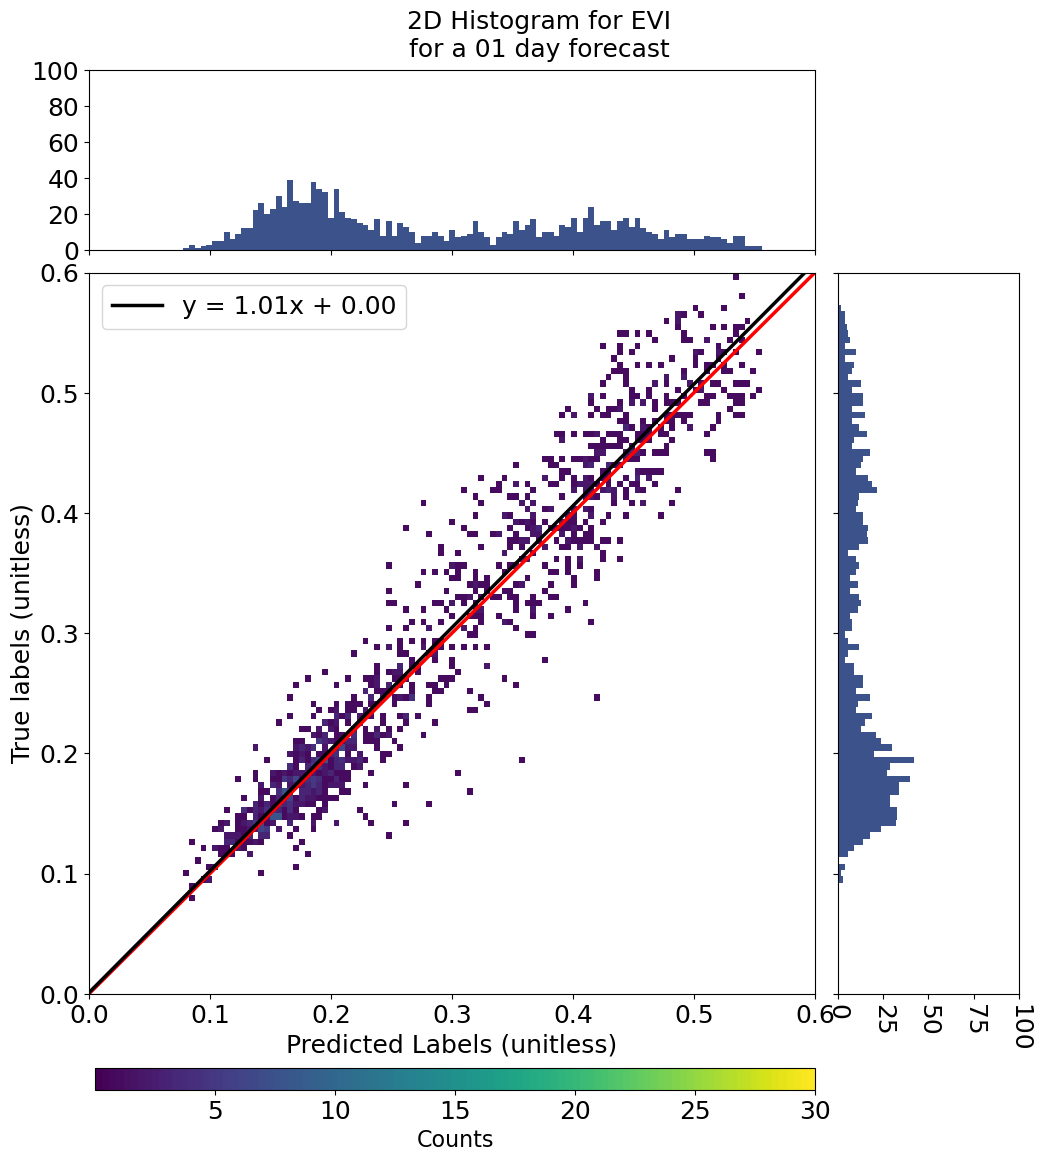 2D Histogram for EVI
for a 01 day forecast
100
80
60
40
20
0
0.6
0.5
0.4
0.3
0.2
0.1
0.0
True labels (unitless)
y = 1.01x + 0.00
0.0 0.1 0.2 0.3 0.4 0.5 0.6
Predicted Labels (unitless)
0 25 50 75 100
5 10 15 20 25 30
Counts